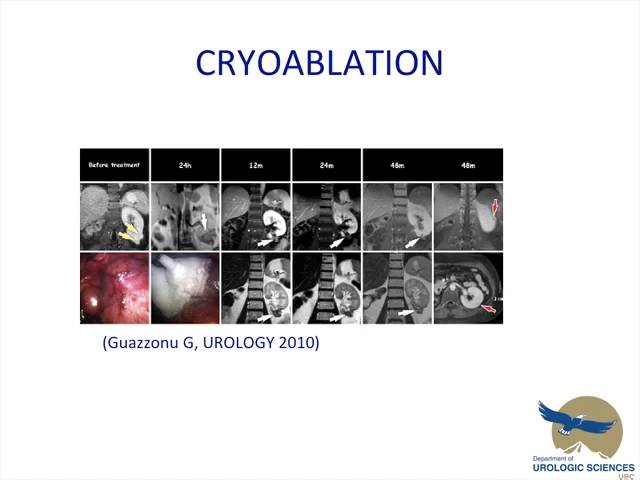 CRYOABLATION
Before treatment 24h 12m 24m 48m 48m
(Guazzonu G, UROLOGY 2010)
Department of
UROLOGIC SCIENCES
UBC